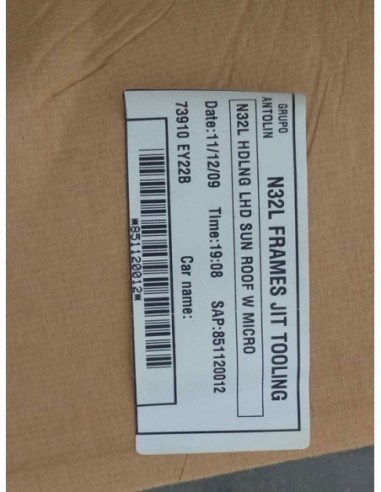 GRUPO
ANTOLIN
N32L FRAMES JIT TOOLING
N32L HDLNG LHD SUN ROOF W MICRO
Date:11/12/09 Time:19:08 SAP:851120012
73910 EY22B Car name:
*851120012*